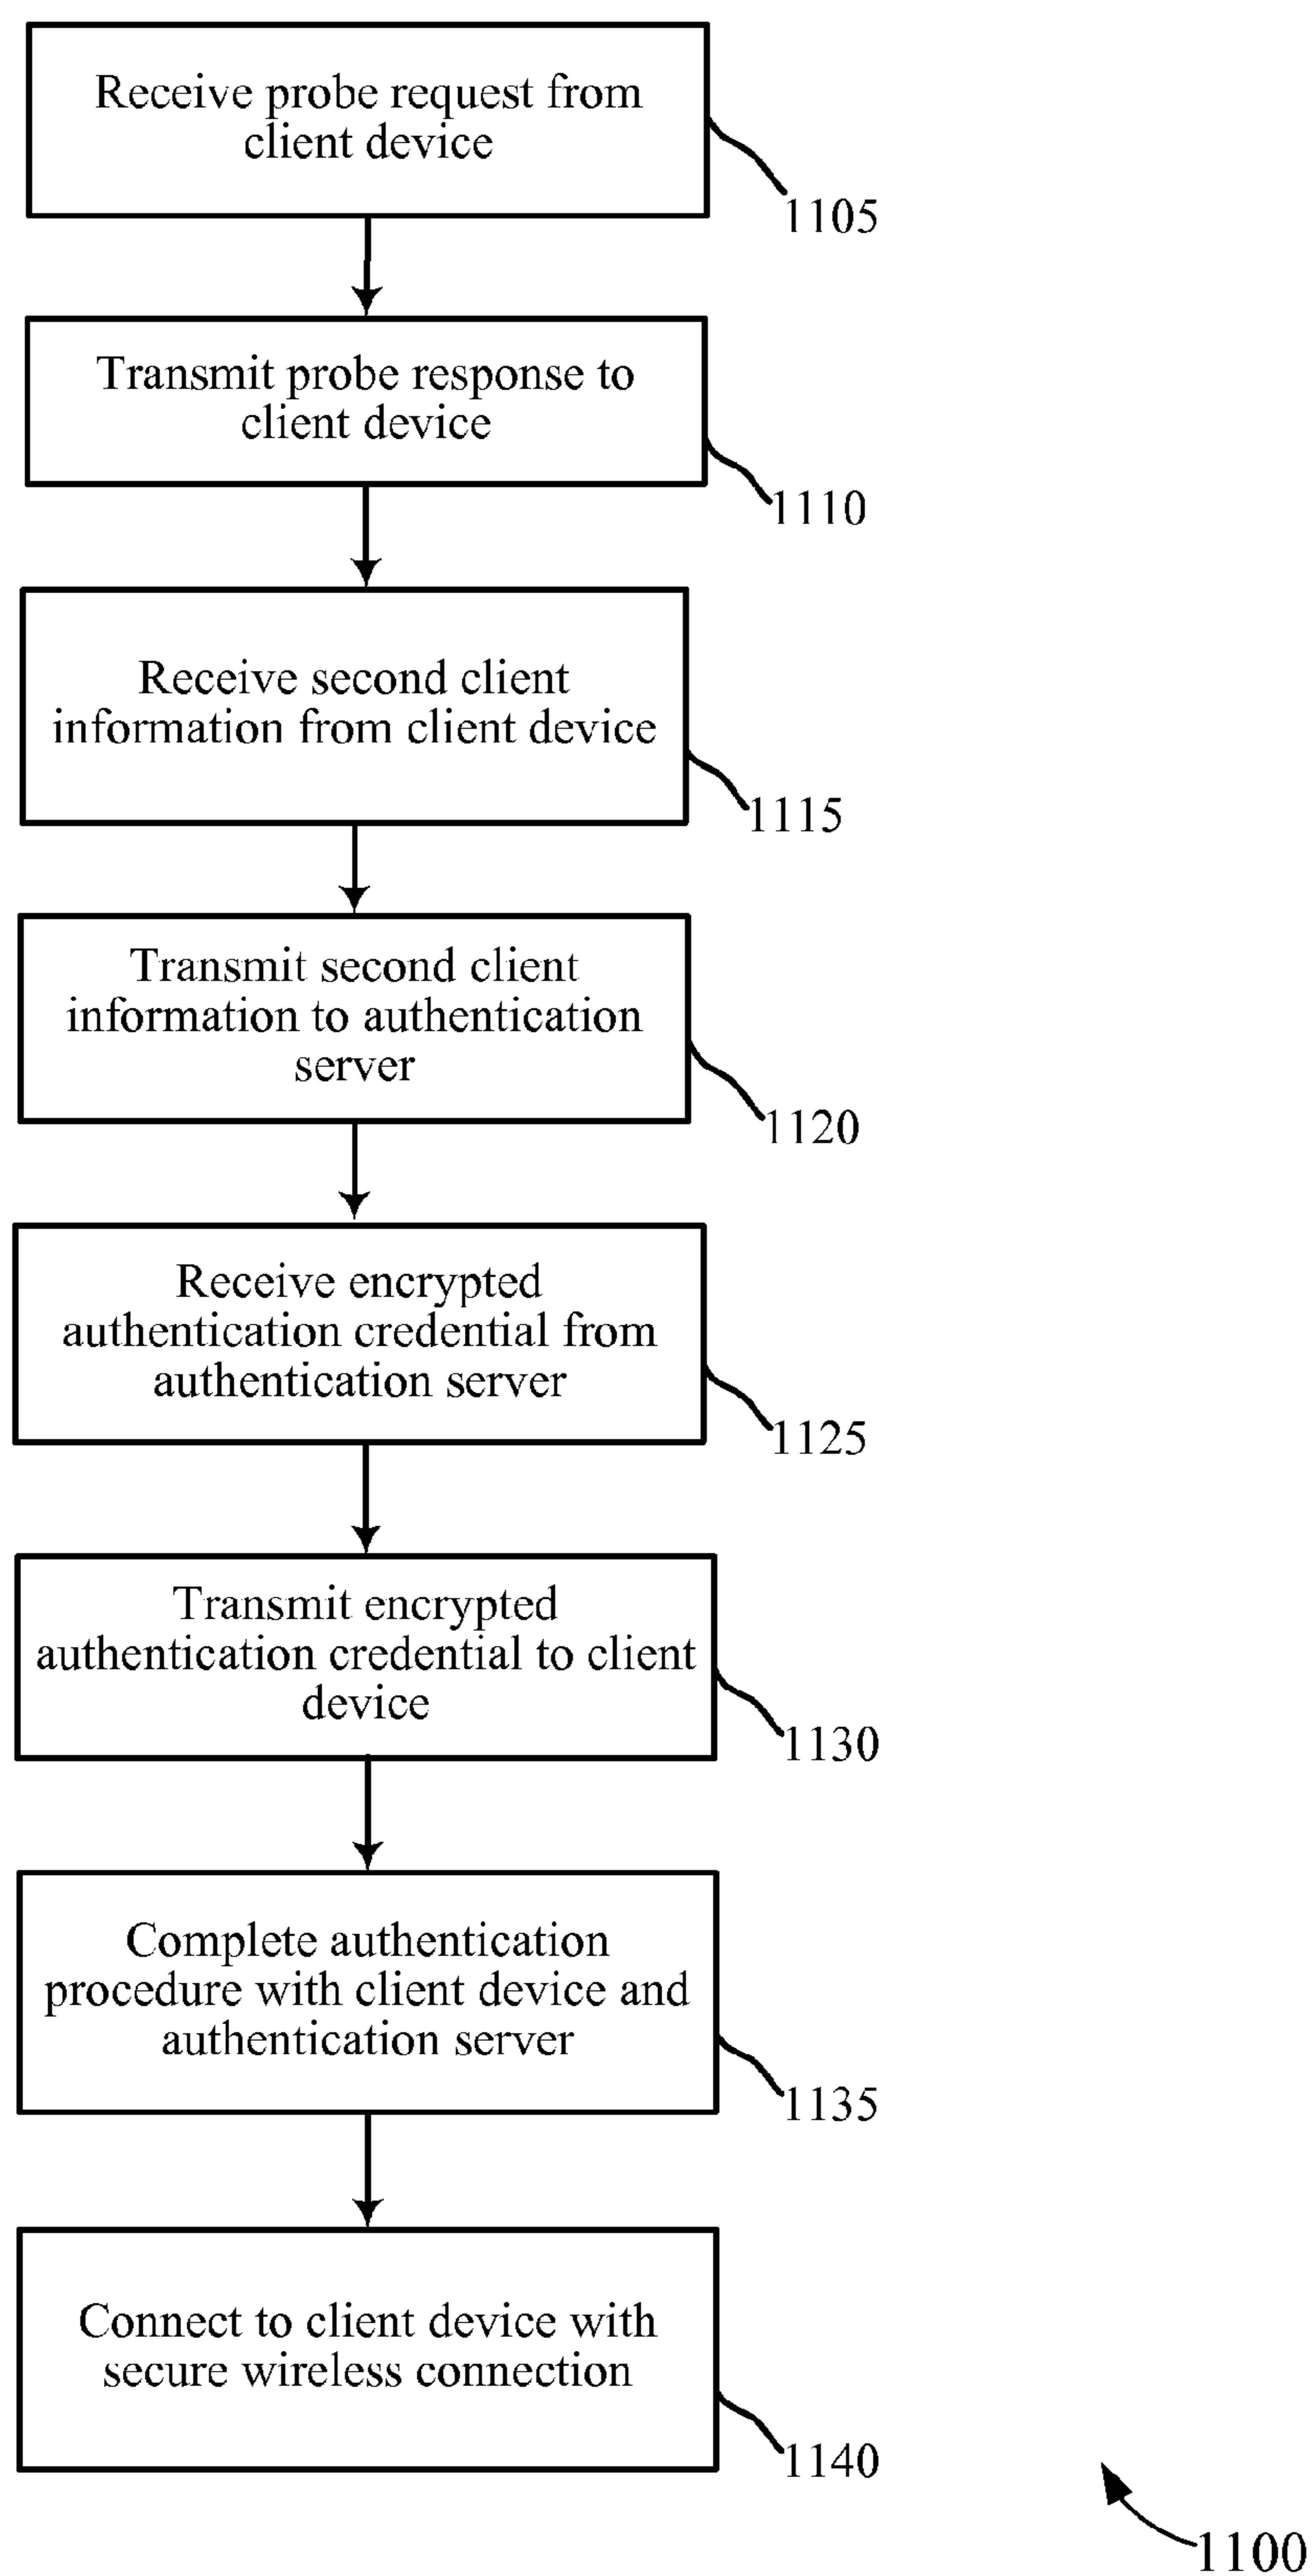 Receive probe request from
client device
1105
Transmit probe response to
client device
1110
Receive second client
information from client device
1115
Transmit second client
information to authentication
server
1120
Receive encrypted
authentication credential from
authentication server
1125
Transmit encrypted
authentication credential to client
device
1130
Complete authentication
procedure with client device and
authentication server
1135
Connect to client device with
secure wireless connection
1140
1100